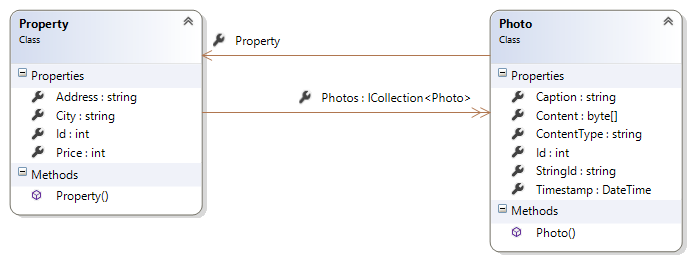 Property
Class
Properties
Address : string
City : string
Id : int
Price : int
Methods
Property()
Property
Photos : ICollection<Photo>
Photo
Class
Properties
Caption : string
Content : byte[]
ContentType : string
Id : int
StringId : string
Timestamp : DateTime
Methods
Photo()